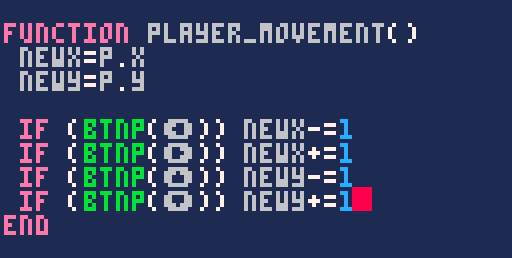 FUNCTION PLAYER_MOVEMENT()
NEWX=P.X
NEWY=P.Y
IF (BTNP(⬅️)) NEWX-=1
IF (BTNP(➡️)) NEWX+=1
IF (BTNP(⬆️)) NEWY-=1
IF (BTNP(⬇️)) NEWY+=1
END